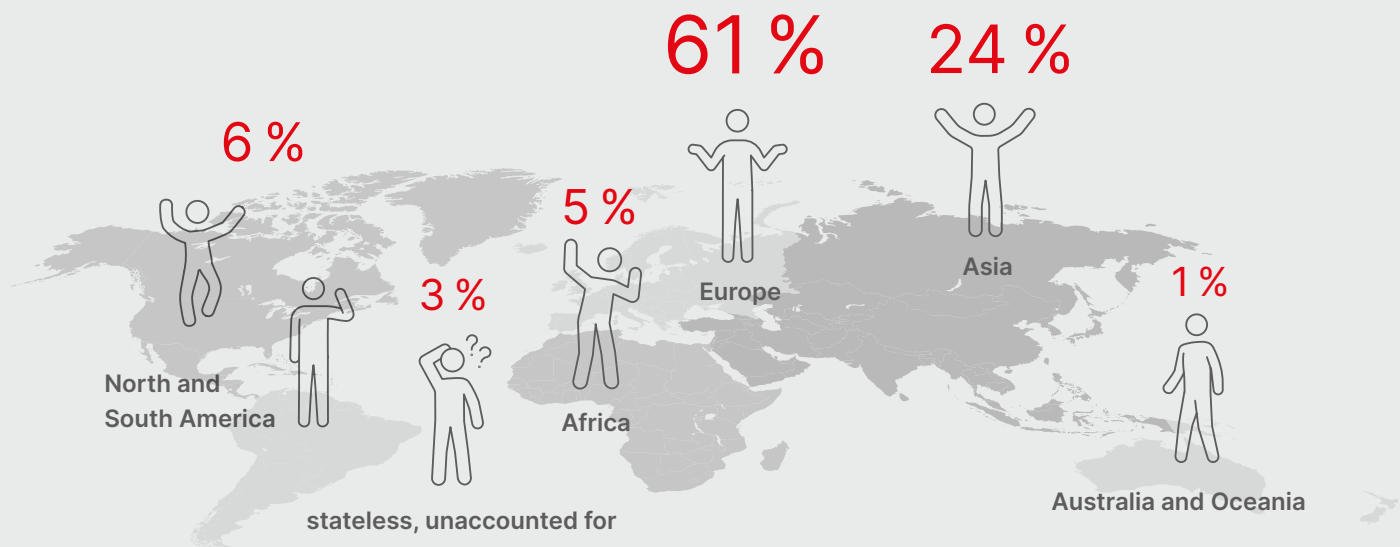 61 %
24 %
6 %
5 %
Asia
1 %
3 %
Europe
? ? ?
North and
South America
Africa
Australia and Oceania
stateless, unaccounted for